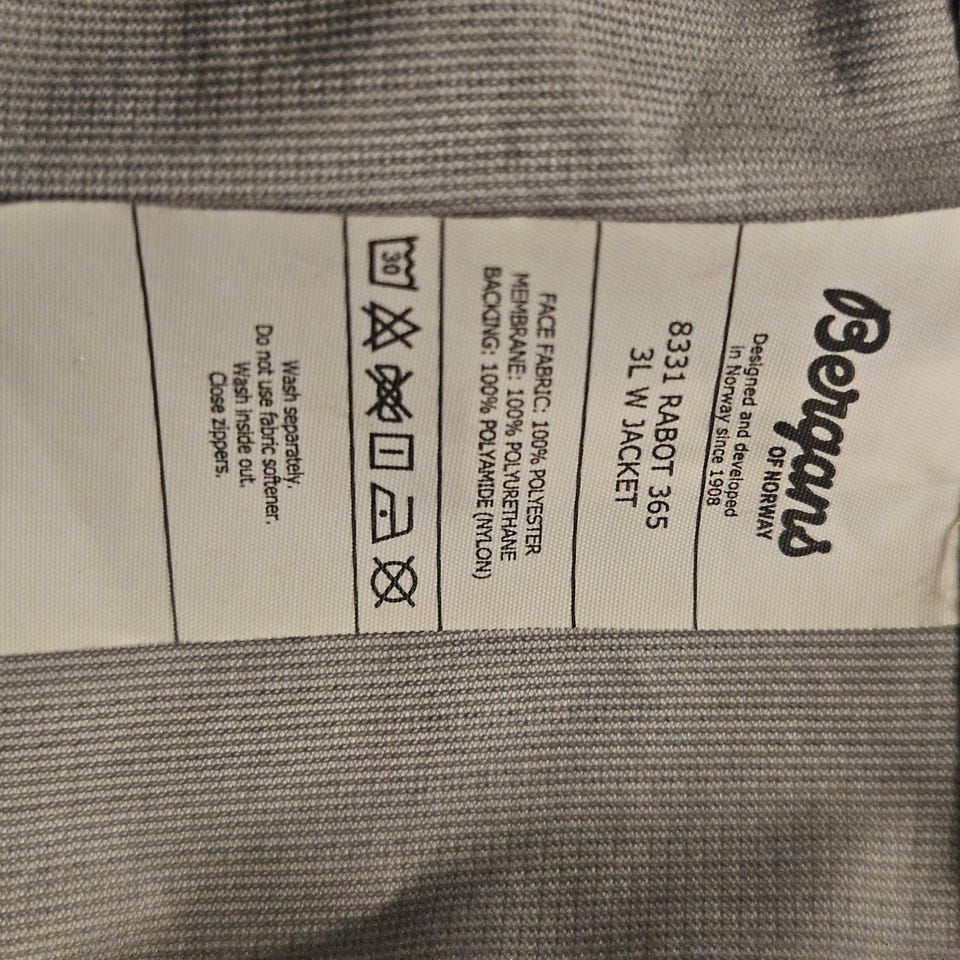 Bergans
OF NORWAY
Designed and developed
in Norway since 1908
8331 RABOT 365
3L W JACKET
FACE FABRIC: 100% POLYESTER
MEMBRANE: 100% POLYURETHANE
BACKING: 100% POLYAMIDE (NYLON)
30
Wash separately.
Do not use fabric softener.
Wash inside out.
Close zippers.